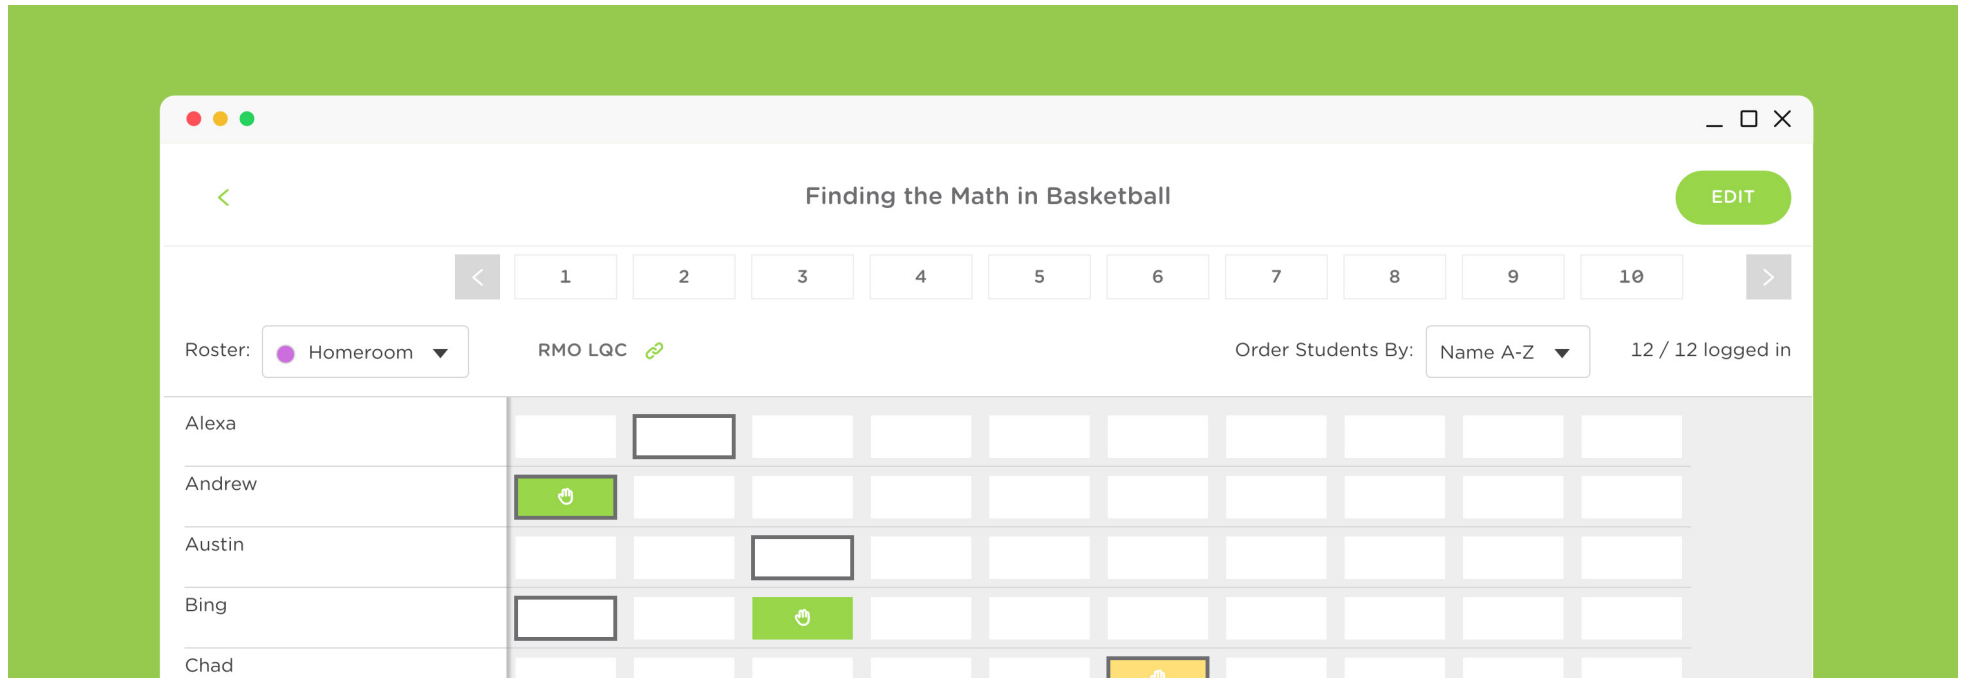 Finding the Math in Basketball
EDIT
1 2 3 4 5 6 7 8 9 10
Roster: Homeroom RMO LQC Order Students By: Name A-Z 12 / 12 logged in
Alexa
Andrew
Austin
Bing
Chad